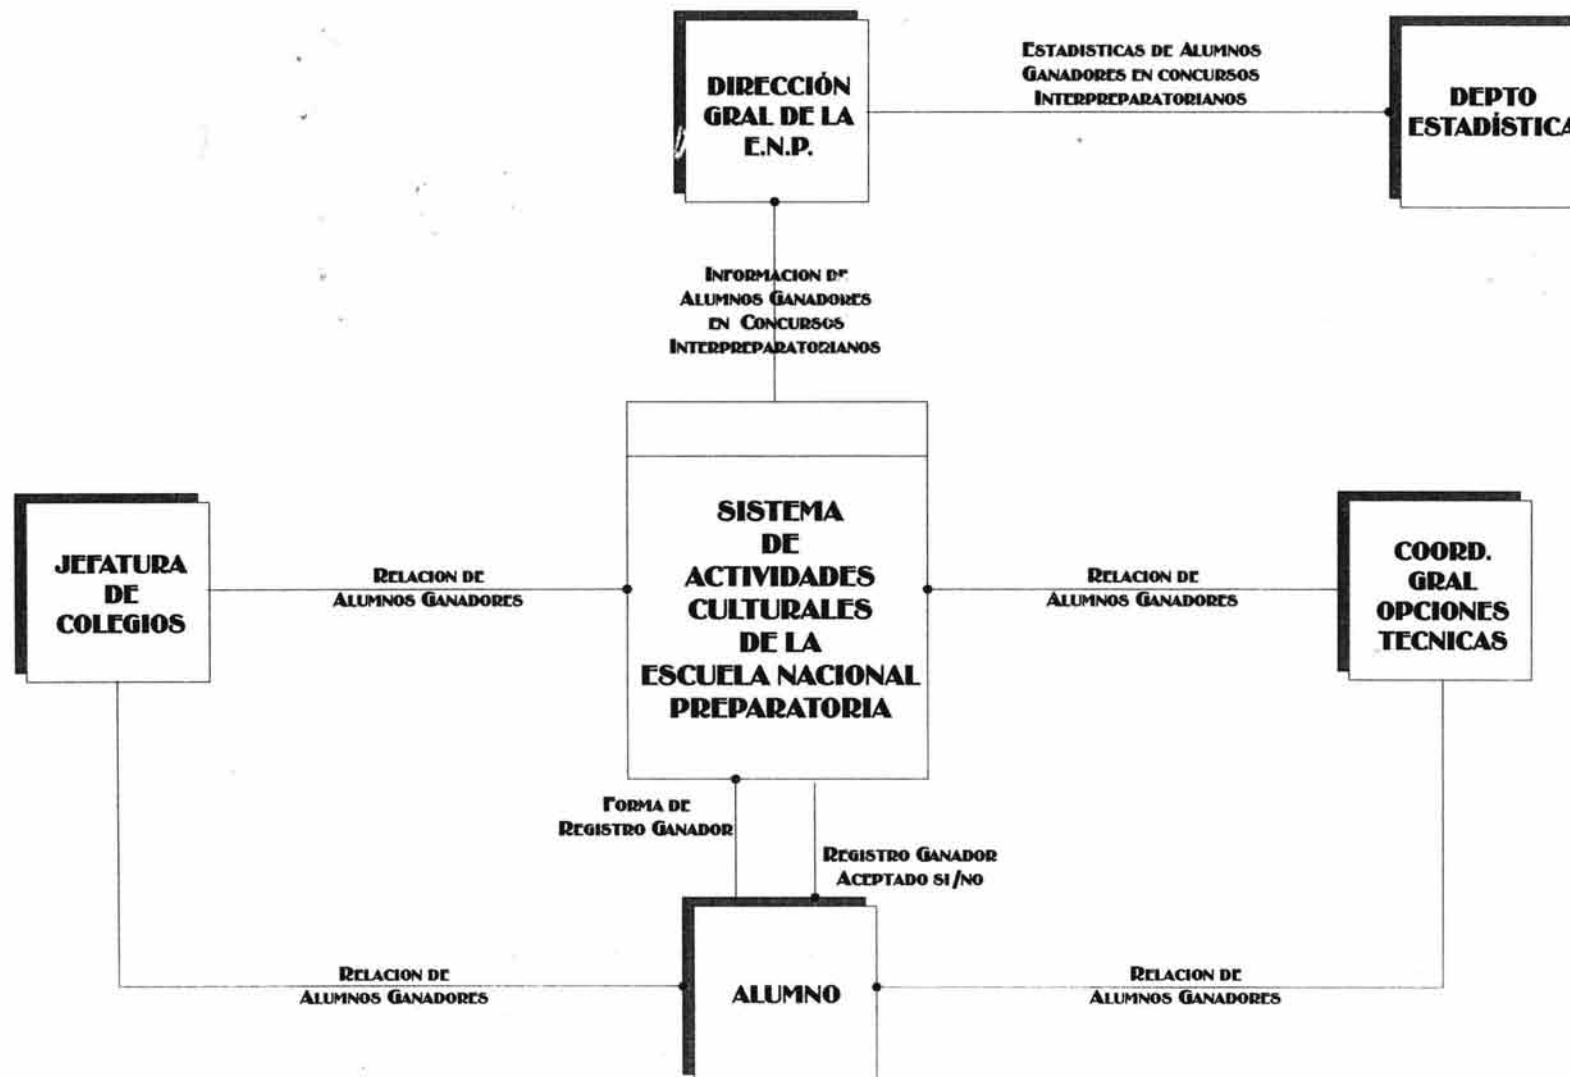 DIRECCIÓN
GRAL DE LA
E.N.P.
ESTADISTICAS DE ALUMNOS
GANADORES EN CONCURSOS
INTERPREPARATORIANOS
DEPTO
ESTADÍSTICA
INFORMACION DE
ALUMNOS GANADORES
EN CONCURSOS
INTERPREPARATORIANOS
JEFATURA
DE
COLEGIOS
RELACION DE
ALUMNOS GANADORES
SISTEMA
DE
ACTIVIDADES
CULTURALES
DE LA
ESCUELA NACIONAL
PREPARATORIA
RELACION DE
ALUMNOS GANADORES
COORD.
GRAL
OPCIONES
TECNICAS
FORMA DE
REGISTRO GANADOR
REGISTRO GANADOR
ACEPTADO SI/NO
RELACION DE
ALUMNOS GANADORES
ALUMNO
RELACION DE
ALUMNOS GANADORES